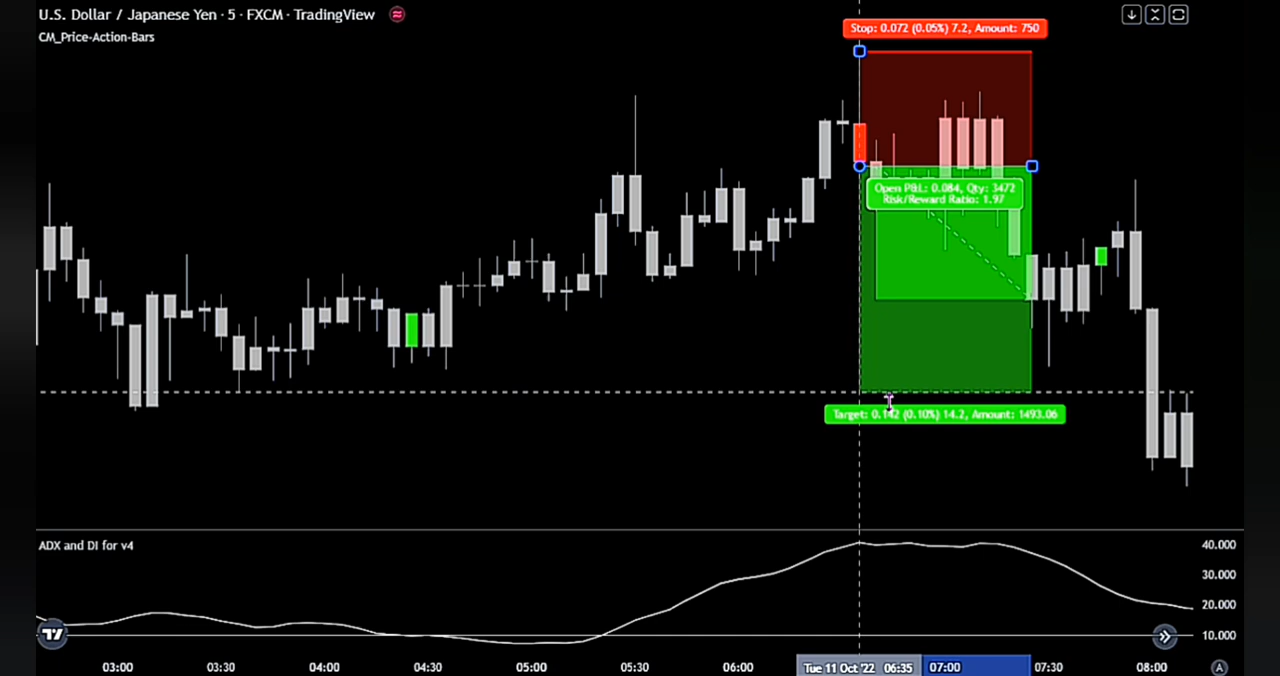 U.S. Dollar / Japanese Yen · 5 · FXCM · TradingView
CM_Price-Action-Bars
Stop: 0.072 (0.05%) 7.2, Amount: 750
Open P&L: 0.084, Qty: 3472
Risk/Reward Ratio: 1.97
Target: 0.142 (0.10%) 14.2, Amount: 1493.06
ADX and DI for v4
40.000
30.000
20.000
10.000
03:00 03:30 04:00 04:30 05:00 05:30 06:00 Tue 11 Oct '22 06:35 07:00 07:30 08:00 A